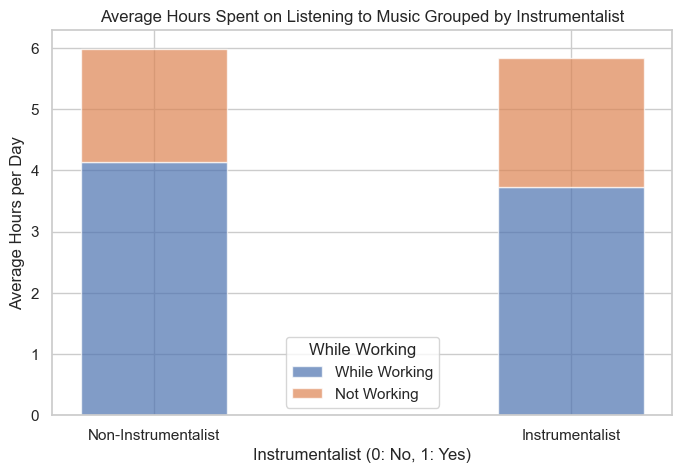 Average Hours Spent on Listening to Music Grouped by Instrumentalist
Average Hours per Day
6
5
4
3
2
1
0
While Working
While Working
Not Working
Non-Instrumentalist
Instrumentalist
Instrumentalist (0: No, 1: Yes)